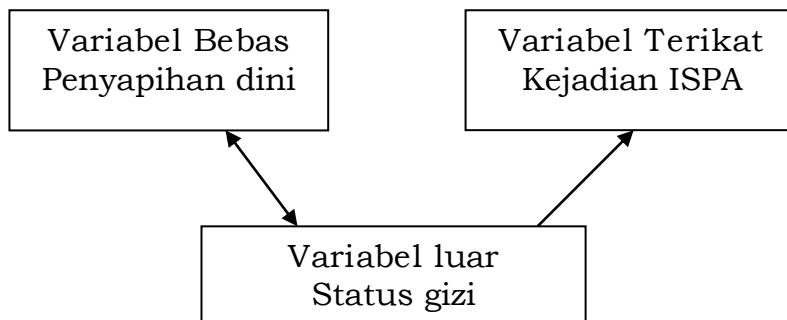 Variabel Bebas
Penyapihan dini
Variabel Terikat
Kejadian ISPA
Variabel luar
Status gizi